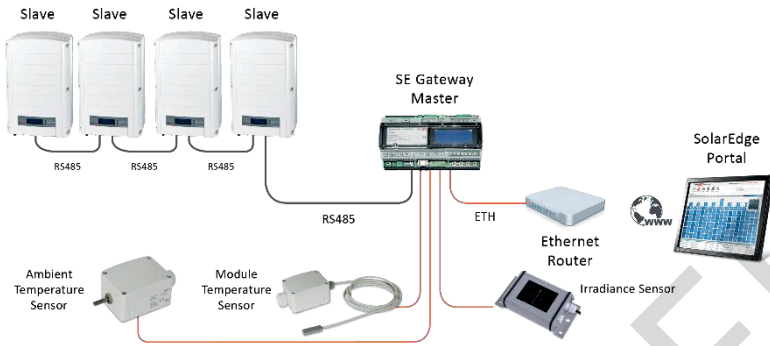 Slave
Slave
Slave
Slave
RS485
RS485
RS485
SE Gateway
Master
SolarEdge
Portal
RS485
ETH
www
Ethernet
Router
Ambient
Temperature
Sensor
Module
Temperature
Sensor
Irradiance Sensor